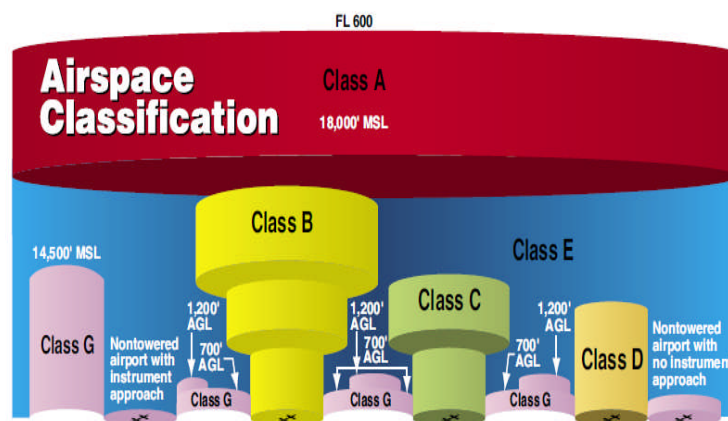 FL 600
Airspace
Classification
Class A
18,000' MSL
Class B
14,500' MSL
Class E
Class C
1,200'
AGL
1,200'
AGL
1,200'
AGL
Class G
Nontowered
airport with
instrument
approach
700'
AGL
700'
AGL
700'
AGL
Class D
Nontowered
airport with
no instrument
approach
Class G
Class G
Class G